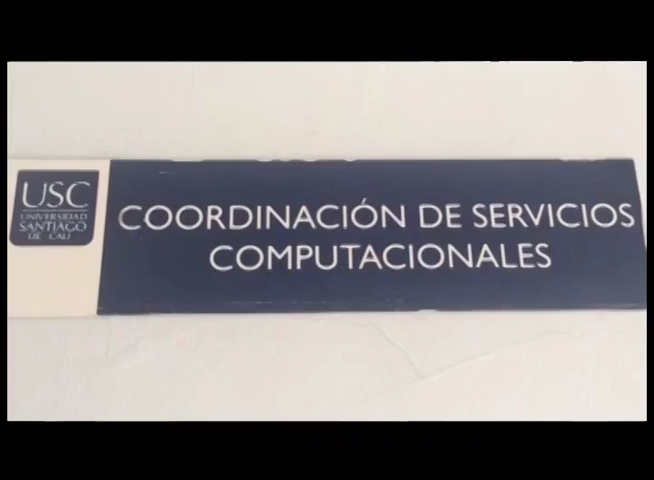 USC
UNIVERSIDAD
SANTIAGO
DE CALI
COORDINACIÓN DE SERVICIOS
COMPUTACIONALES